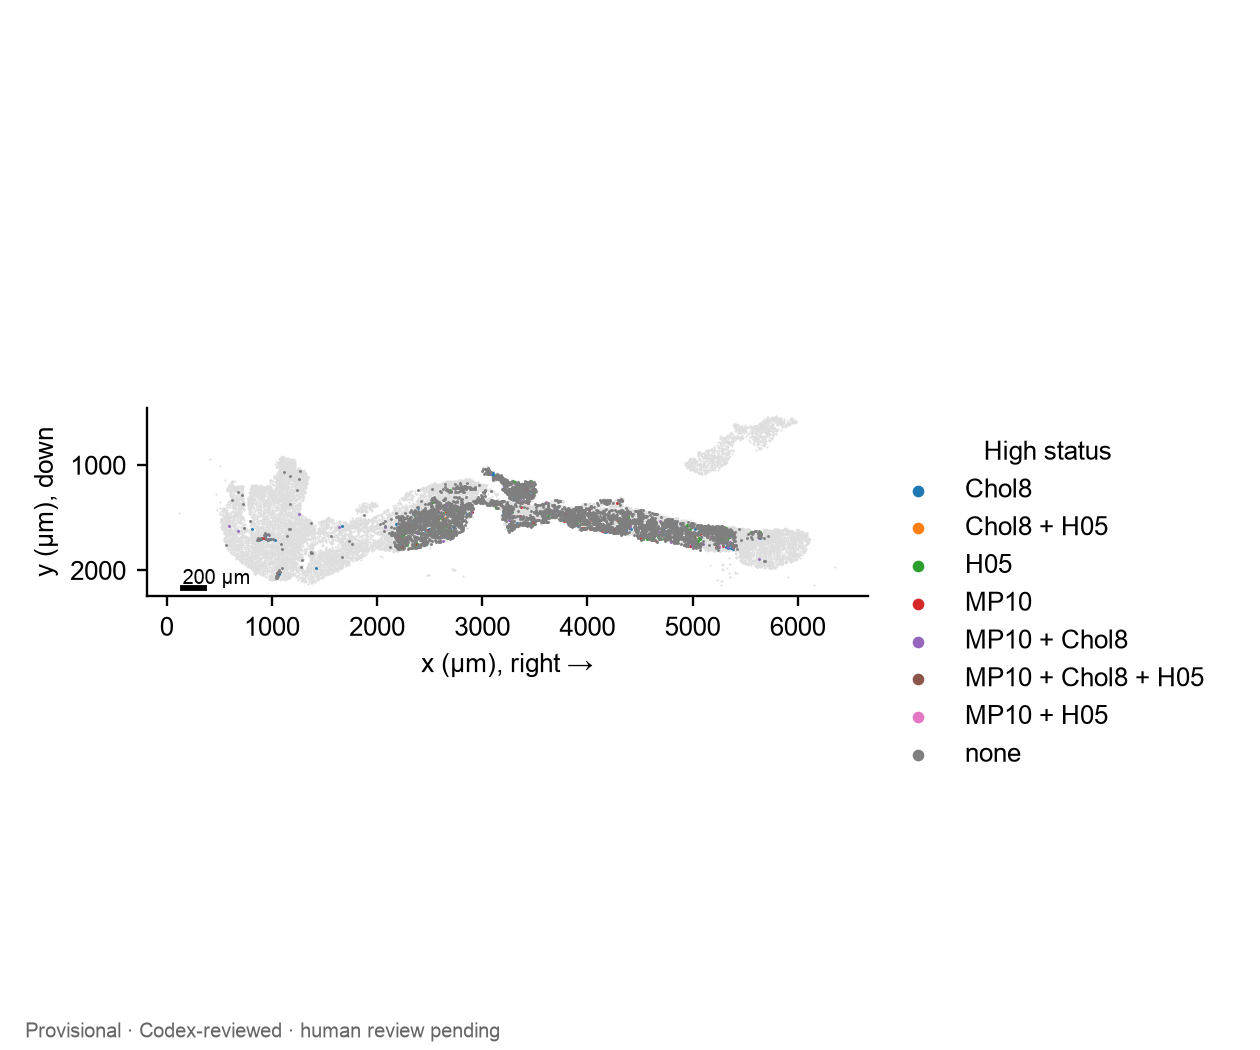 High status
Chol8
Chol8 + H05
H05
MP10
MP10 + Chol8
MP10 + Chol8 + H05
MP10 + H05
none
y (µm), down
1000
2000
200 µm
0 1000 2000 3000 4000 5000 6000
x (µm), right →
Provisional · Codex-reviewed · human review pending